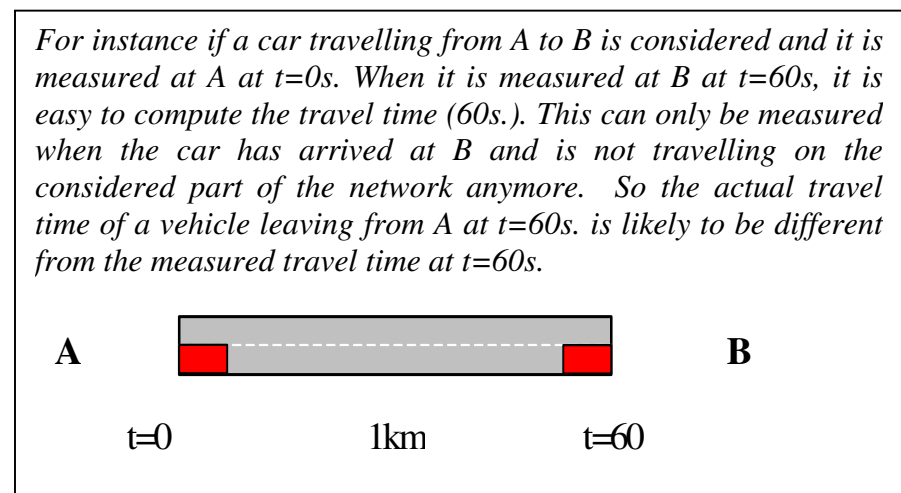 For instance if a car travelling from A to B is considered and it is
measured at A at t=0s. When it is measured at B at t=60s, it is
easy to compute the travel time (60s.). This can only be measured
when the car has arrived at B and is not travelling on the
considered part of the network anymore. So the actual travel
time of a vehicle leaving from A at t=60s. is likely to be different
from the measured travel time at t=60s.
A B
t=0 1km t=60